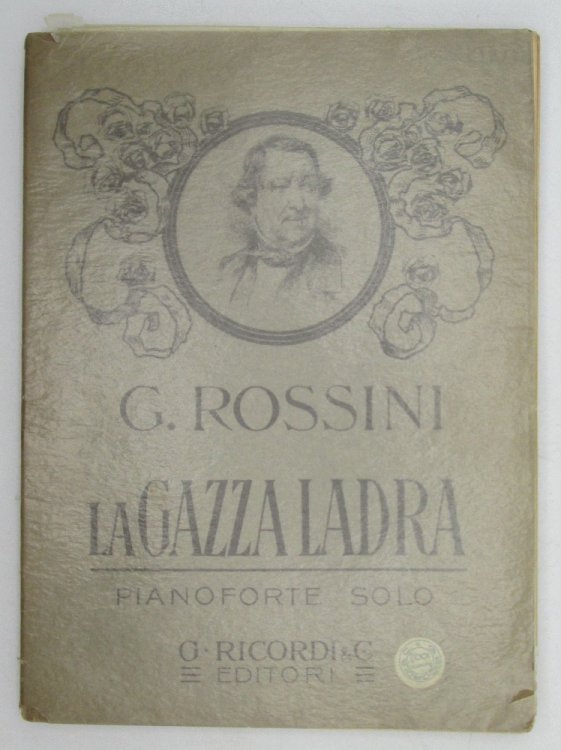 G. ROSSINI
LA GAZZA LADRA
PIANOFORTE SOLO
G. RICORDI & C
EDITORI